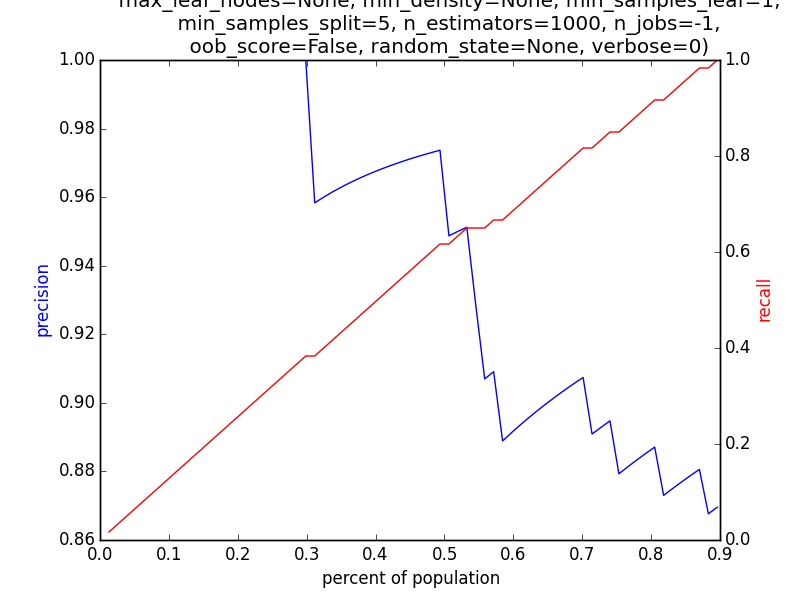 max_leaf_nodes=None, min_density=None, min_samples_leaf=1,
min_samples_split=5, n_estimators=1000, n_jobs=-1,
oob_score=False, random_state=None, verbose=0)
1.00
0.98
0.96
0.94
0.92
0.90
0.88
0.86
precision
1.0
0.8
0.6
0.4
0.2
0.0
recall
0.0 0.1 0.2 0.3 0.4 0.5 0.6 0.7 0.8 0.9
percent of population